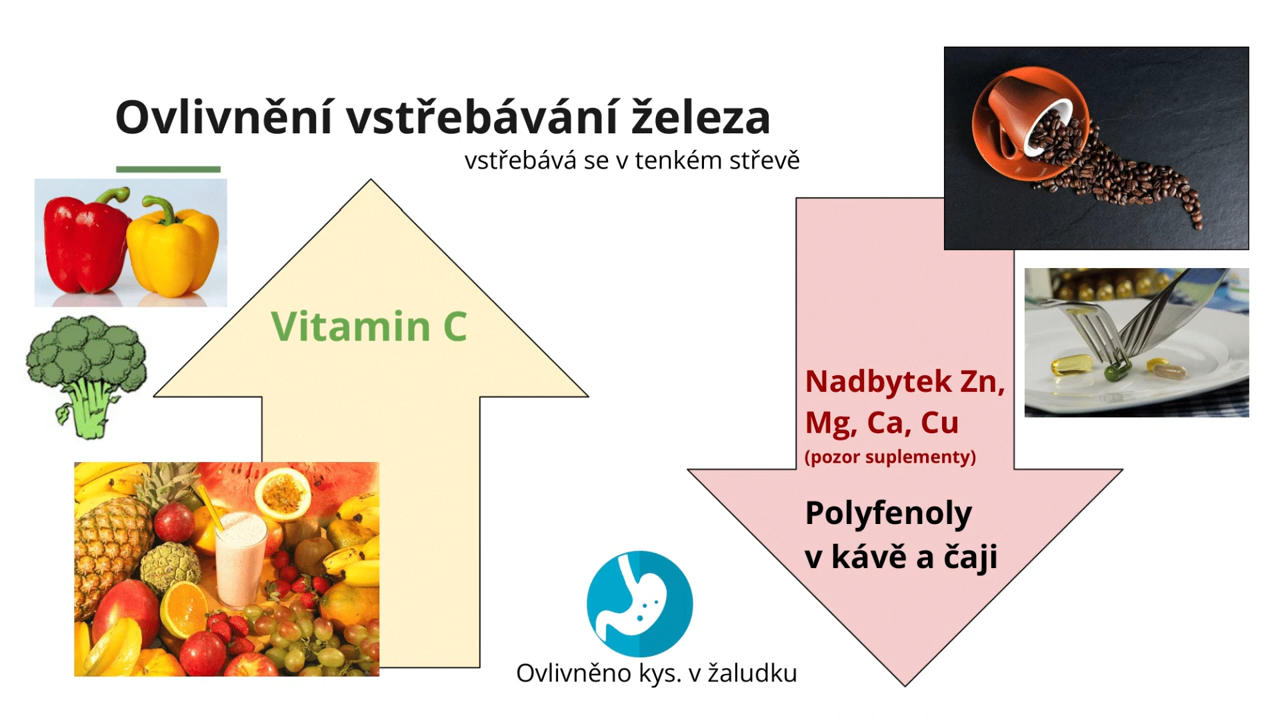 Ovlivnění vstřebávání železa
vstřebává se v tenkém střevě
Vitamin C
Nadbytek Zn,
Mg, Ca, Cu
(pozor suplementy)
Polyfenoly
v kávě a čaji
Ovlivněno kys. v žaludku